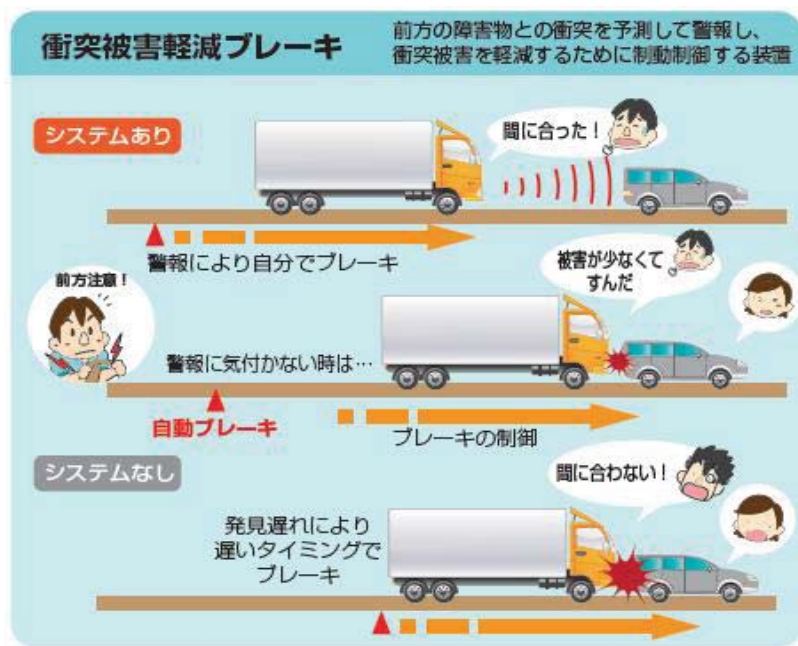 衝突被害軽減ブレーキ
前方の障害物との衝突を予測して警報し、
衝突被害を軽減するために制動制御する装置
システムあり
間に合った！
警報により自分でブレーキ
前方注意！
被害が少なくて
すんだ
警報に気付かない時は…
自動ブレーキ
ブレーキの制御
システムなし
間に合わない！
発見遅れにより
遅いタイミングで
ブレーキ